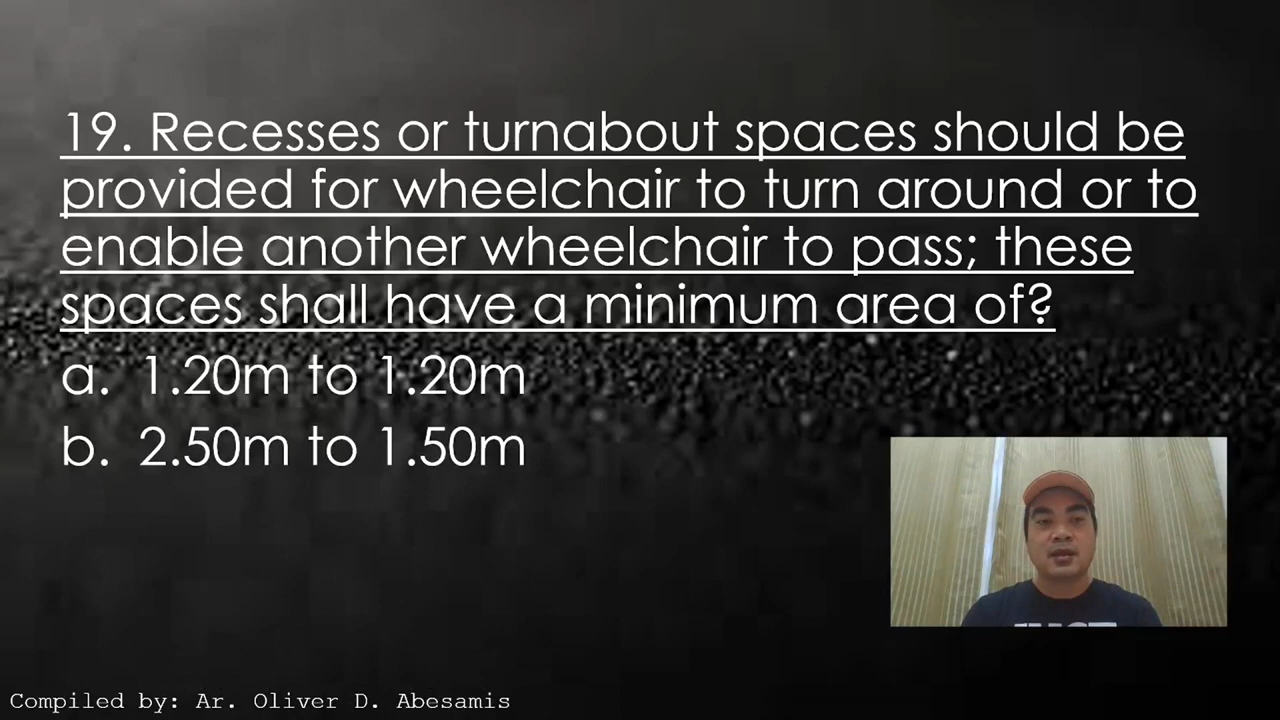 19. Recesses or turnabout spaces should be
provided for wheelchair to turn around or to
enable another wheelchair to pass; these
spaces shall have a minimum area of?
a. 1.20m to 1.20m
b. 2.50m to 1.50m
Compiled by: Ar. Oliver D. Abesamis